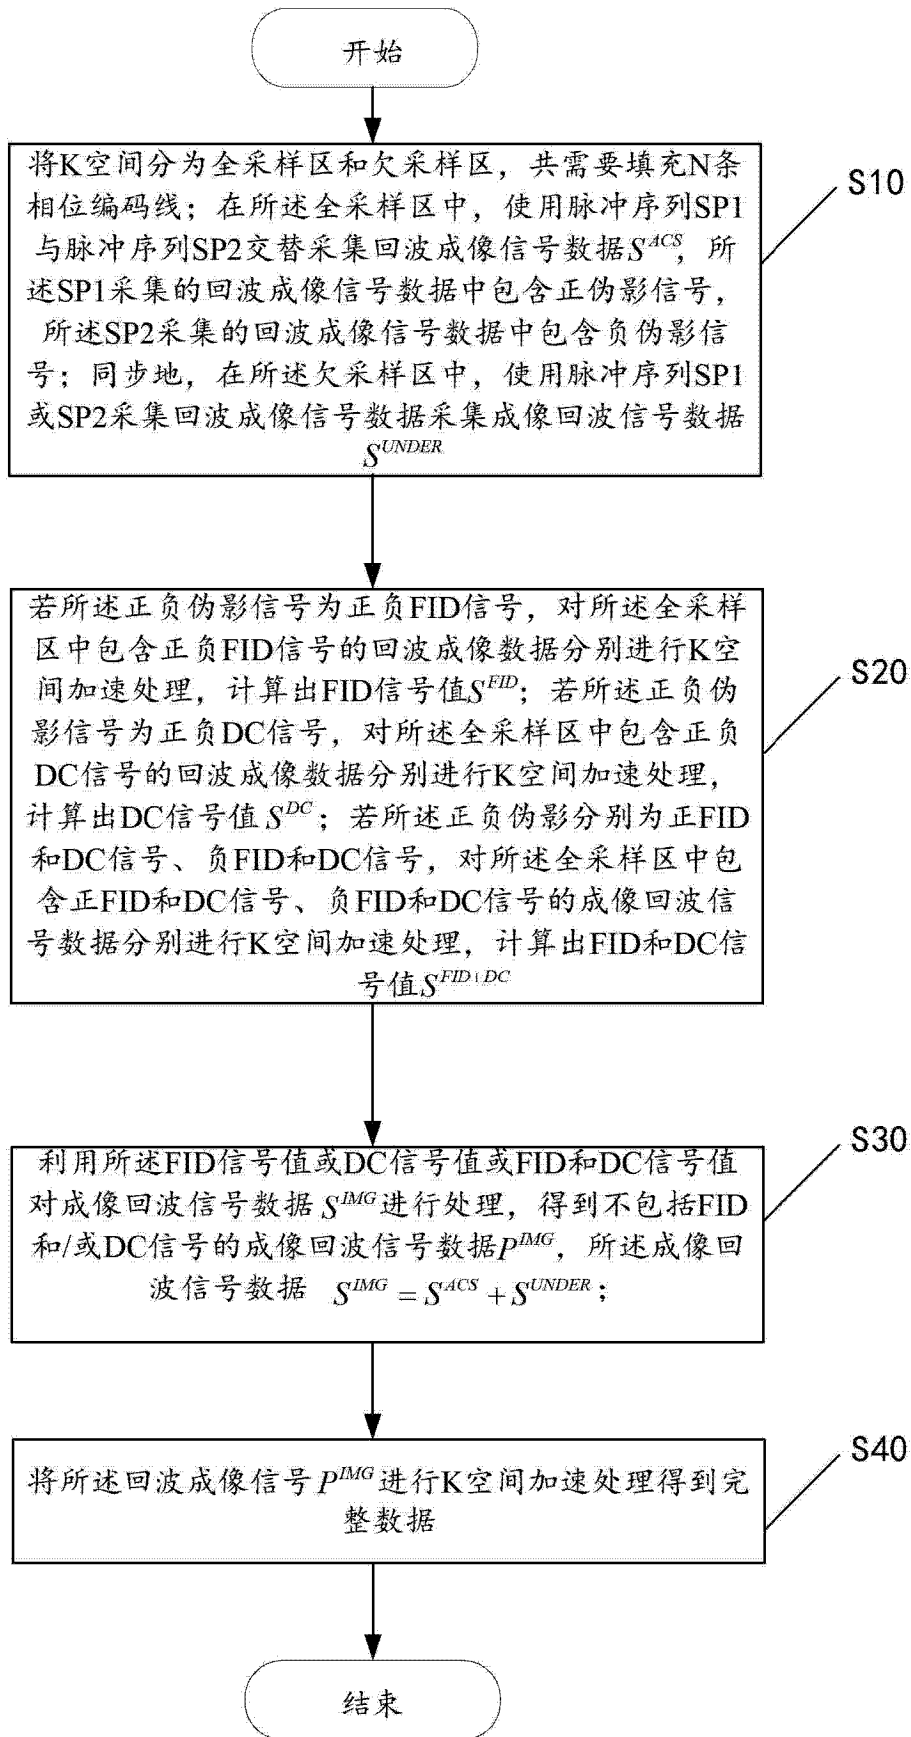 开始
将K空间分为全采样区和欠采样区，共需要填充N条
相位编码线；在所述全采样区中，使用脉冲序列SP1
与脉冲序列SP2交替采集回波成像信号数据S^{ACS}，所
述SP1采集的回波成像信号数据中包含正伪影信号，
所述SP2采集的回波成像信号数据中包含负伪影信
号；同步地，在所述欠采样区中，使用脉冲序列SP1
或SP2采集回波成像信号数据采集成像回波信号数据
S^{UNDER}
S10
若所述正负伪影信号为正负FID信号，对所述全采样
区中包含正负FID信号的回波成像数据分别进行K空
间加速处理，计算出FID信号值S^{FID}；若所述正负伪
影信号为正负DC信号，对所述全采样区中包含正负
DC信号的回波成像数据分别进行K空间加速处理，
计算出DC信号值 S^{DC}；若所述正负伪影分别为正FID
和DC信号、负FID和DC信号，对所述全采样区中包
含正FID和DC信号、负FID和DC信号的成像回波信
号数据分别进行K空间加速处理，计算出FID和DC信
号值S^{FID|DC}
S20
利用所述FID信号值或DC信号值或FID和DC信号值
对成像回波信号数据 S^{IMG}进行处理，得到不包括FID
和/或DC信号的成像回波信号数据P^{IMG}，所述成像回
波信号数据 S^{IMG} = S^{ACS} + S^{UNDER}；
S30
将所述回波成像信号 P^{IMG}进行K空间加速处理得到完
整数据
S40
结束